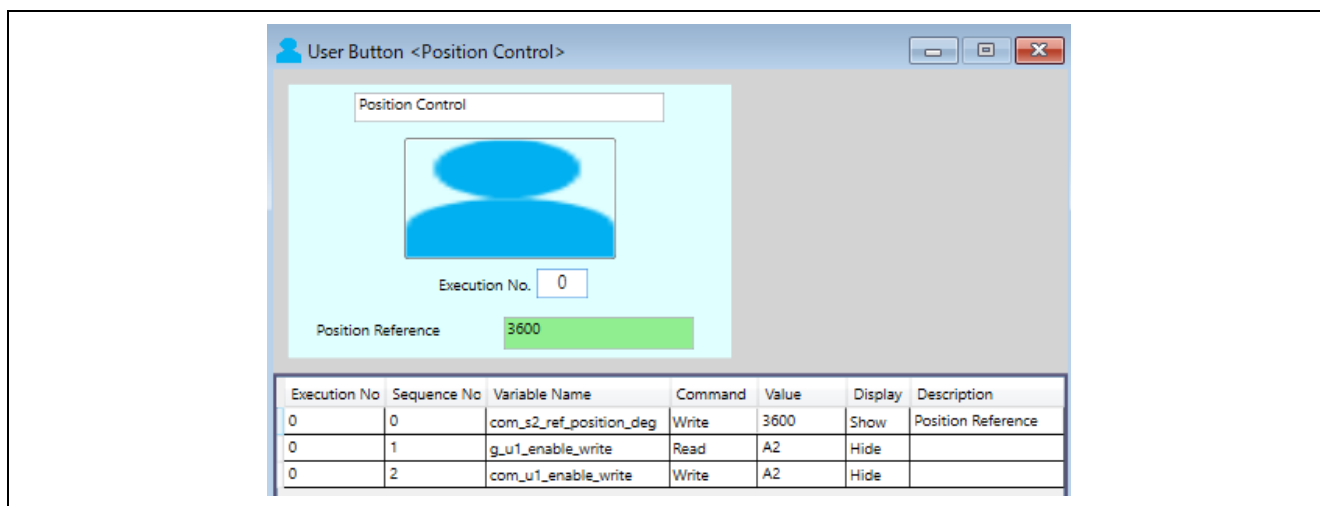 User Button <Position Control>
Position Control
Execution No. 0
Position Reference 3600
Execution No Sequence No Variable Name Command Value Display Description
0 0 com_s2_ref_position_deg Write 3600 Show Position Reference
0 1 g_u1_enable_write Read A2 Hide
0 2 com_u1_enable_write Write A2 Hide